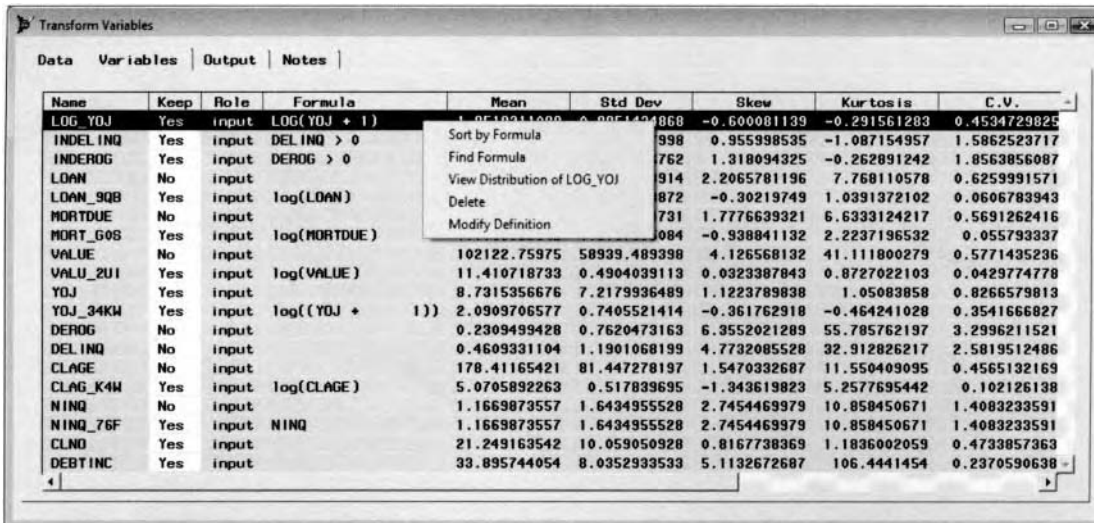 Transform Variables
Data Variables Output Notes
Name Keep Role Formula Mean Std Dev Skew Kurtosis C.V.
LOG_YOJ Yes input LOG(YOJ + 1) -0.600081139 -0.291561283 0.4534729825
INDELINQ Yes input DELINQ > 0 998 0.955998535 -1.087154957 1.5862523717
INDEROG Yes input DEROG > 0 762 1.318094325 -0.262891242 1.8563856087
LOAN No input 914 2.2065781196 7.768110578 0.6259991571
LOAN_9QB Yes input log(LOAN) 872 -0.30219749 1.0391372102 0.0606783943
MORTDUE No input 731 1.7776639321 6.6333124217 0.5691262416
MORT_G0S Yes input log(MORTDUE) 084 -0.938841132 2.2237196532 0.055793337
VALUE No input 102122.75975 58939.489398 4.126568132 41.111800279 0.5771435236
VALU_2UI Yes input log(VALUE) 11.410718733 0.4904039113 0.0323387843 0.8727022103 0.0429774778
YOJ Yes input 8.7315356676 7.2179936489 1.1223789838 1.05083858 0.8266579813
YOJ_34KW Yes input log((YOJ + 1)) 2.0909706577 0.7405521414 -0.361762918 -0.464241028 0.3541666827
DEROG No input 0.2309499428 0.7620473163 6.3552021289 55.785762197 3.2996211521
DELINQ No input 0.4609331104 1.1901068199 4.7732085528 32.912826217 2.5819512486
CLAGE No input 178.41165421 81.447278197 1.5470332687 11.550409095 0.4565132169
CLAG_K4W Yes input log(CLAGE) 5.0705892263 0.517839695 -1.343619823 5.2577695442 0.102126138
NINQ No input 1.1669873557 1.6434955528 2.7454469979 10.858450671 1.4083233591
NINQ_76F Yes input NINQ 1.1669873557 1.6434955528 2.7454469979 10.858450671 1.4083233591
CLNO Yes input 21.249163542 10.059050928 0.8167738369 1.1836002059 0.4733857363
DEBTINC Yes input 33.895744054 8.0352933533 5.1132672687 106.4441454 0.2370590638
Sort by Formula
Find Formula
View Distribution of LOG_YOJ
Delete
Modify Definition